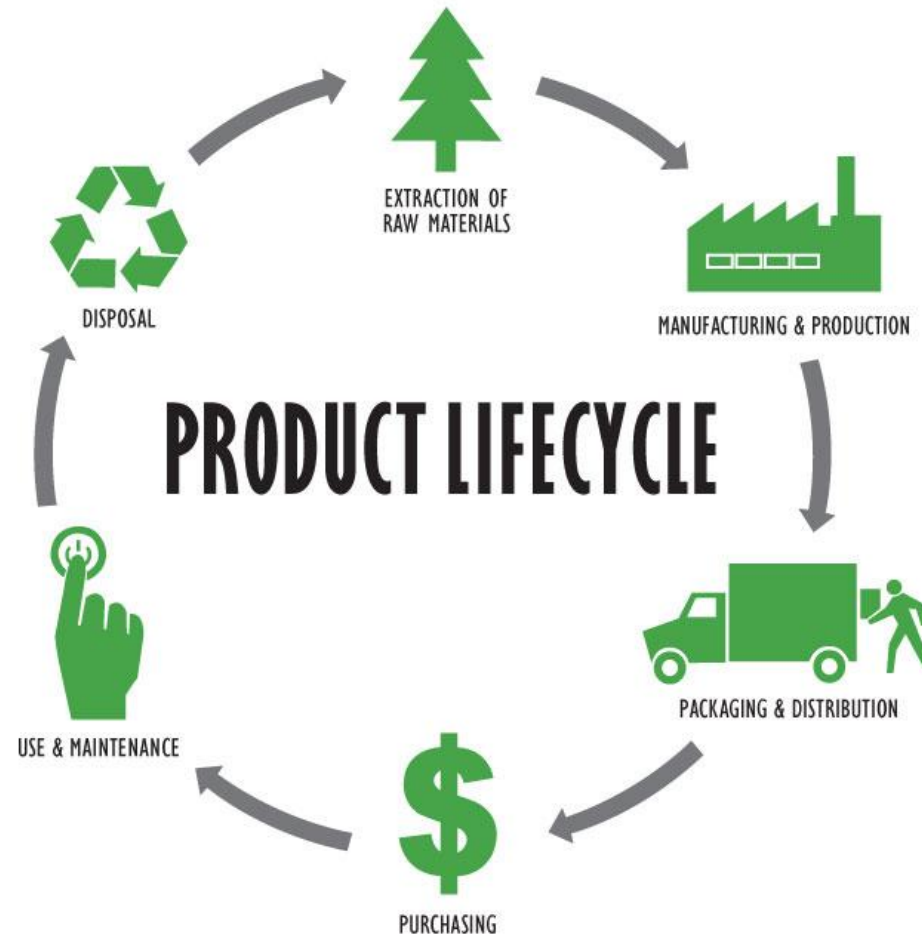 EXTRACTION OF
RAW MATERIALS
MANUFACTURING & PRODUCTION
PACKAGING & DISTRIBUTION
PURCHASING
USE & MAINTENANCE
DISPOSAL
PRODUCT LIFECYCLE